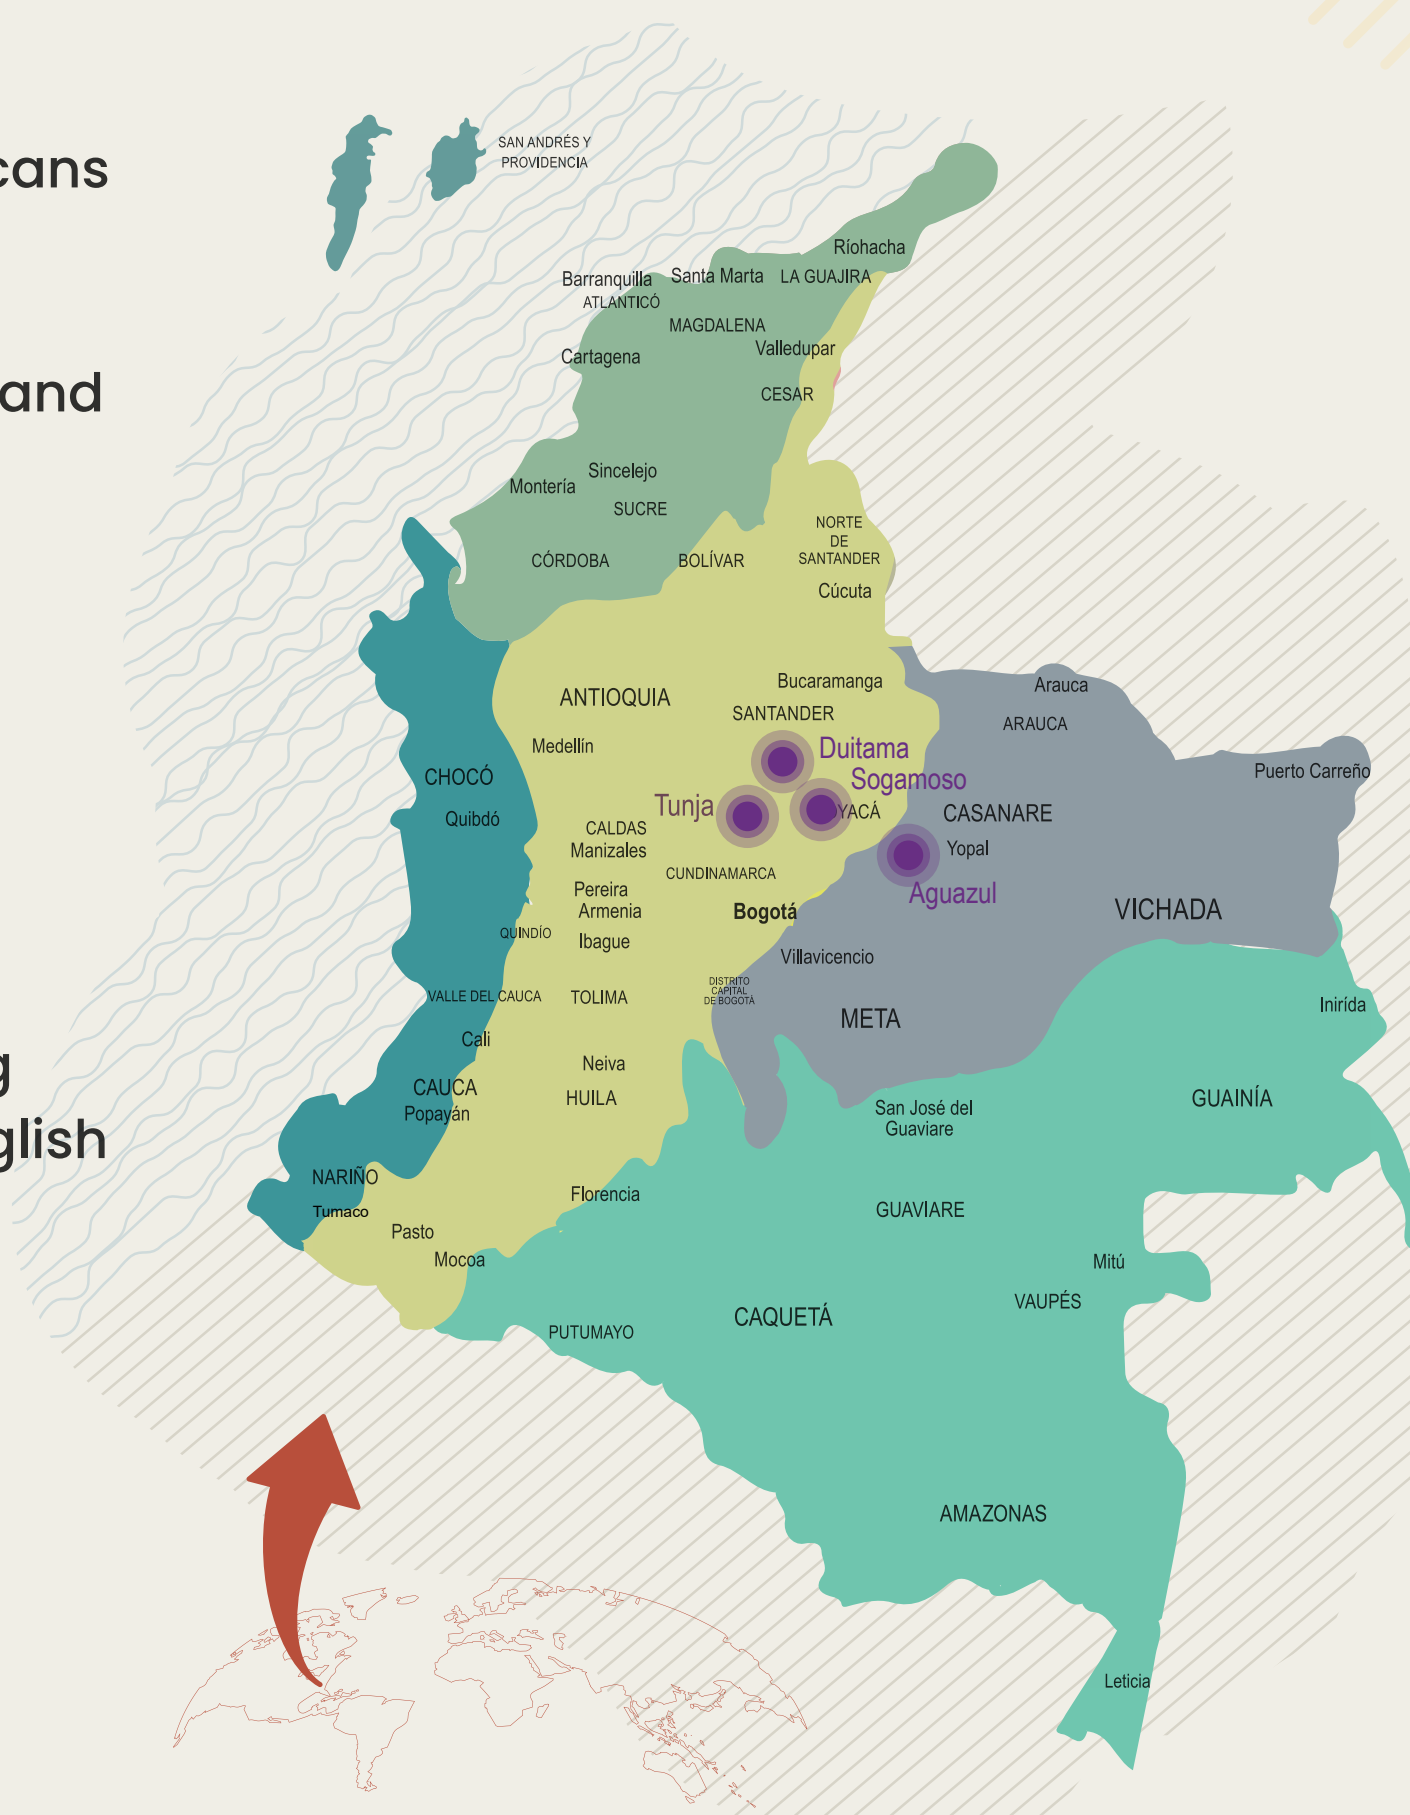 cans
and
g
glish
SAN ANDRÉS Y
PROVIDENCIA
Ríohacha
Barranquilla
Santa Marta
LA GUAJIRA
ATLANTICÓ
MAGDALENA
Valledupar
Cartagena
CESAR
Sincelejo
Montería
SUCRE
NORTE
DE
SANTANDER
CÓRDOBA
BOLÍVAR
Cúcuta
Bucaramanga
Arauca
ANTIOQUIA
SANTANDER
ARAUCA
Medellín
Duitama
Puerto Carreño
CHOCÓ
Sogamoso
Tunja
YACÁ
CASANARE
Quibdó
CALDAS
Manizales
Yopal
CUNDINAMARCA
Pereira
Aguazul
Armenia
Bogotá
VICHADA
QUINDÍO
Ibague
Villavicencio
DISTRITO
CAPITAL
DE BOGOTÁ
VALLE DEL CAUCA
TOLIMA
Inirída
META
Cali
Neiva
CAUCA
HUILA
GUAINÍA
Popayán
San José del
Guaviare
NARIÑO
Florencia
Tumaco
GUAVIARE
Pasto
Mocoa
Mitú
VAUPÉS
CAQUETÁ
PUTUMAYO
AMAZONAS
Leticia